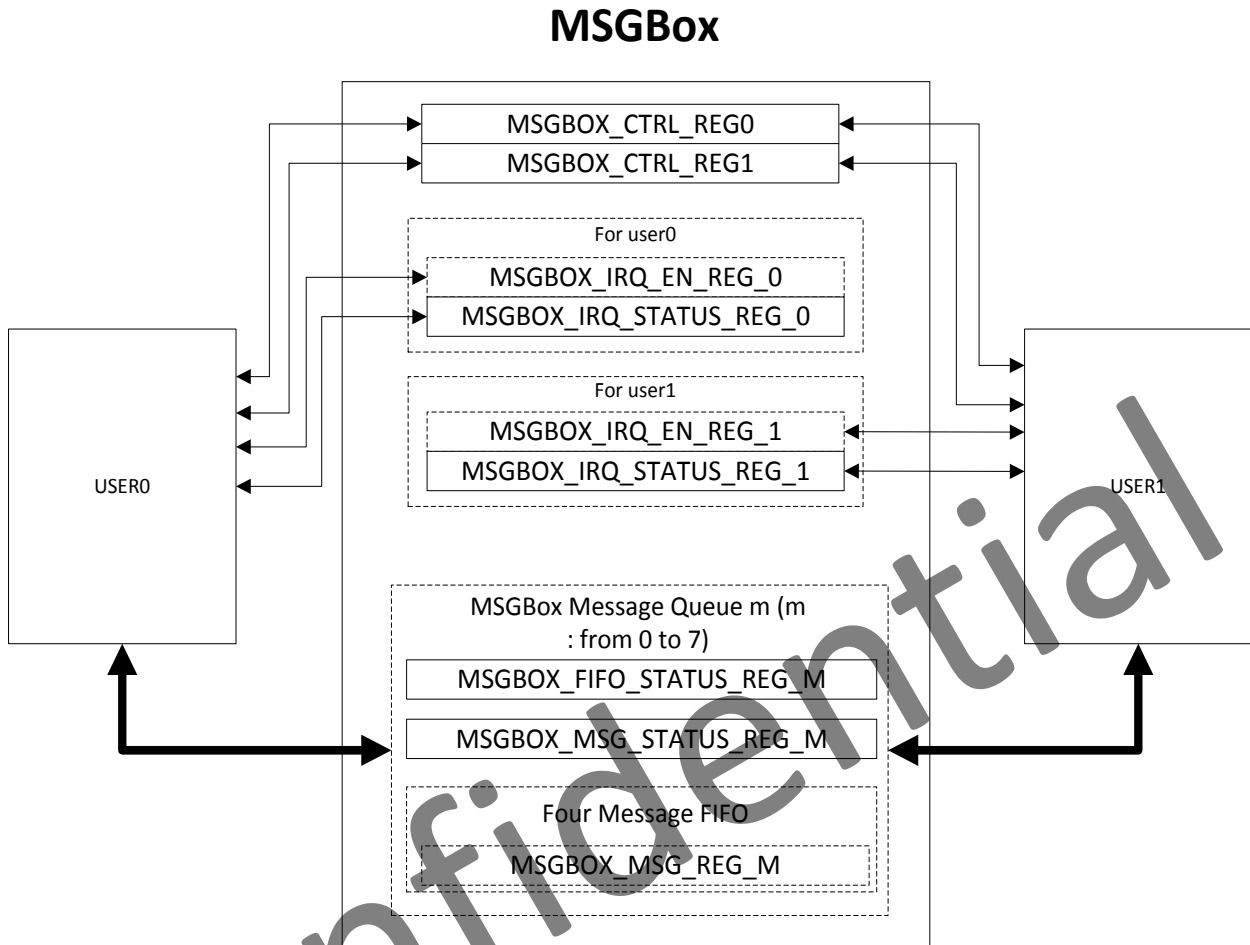 MSGBox
MSGBOX_CTRL_REG0
MSGBOX_CTRL_REG1
For user0
MSGBOX_IRQ_EN_REG_0
MSGBOX_IRQ_STATUS_REG_0
For user1
MSGBOX_IRQ_EN_REG_1
MSGBOX_IRQ_STATUS_REG_1
USER0
USER1
MSGBox Message Queue m (m
: from 0 to 7)
MSGBOX_FIFO_STATUS_REG_M
MSGBOX_MSG_STATUS_REG_M
Four Message FIFO
MSGBOX_MSG_REG_M
nfidential